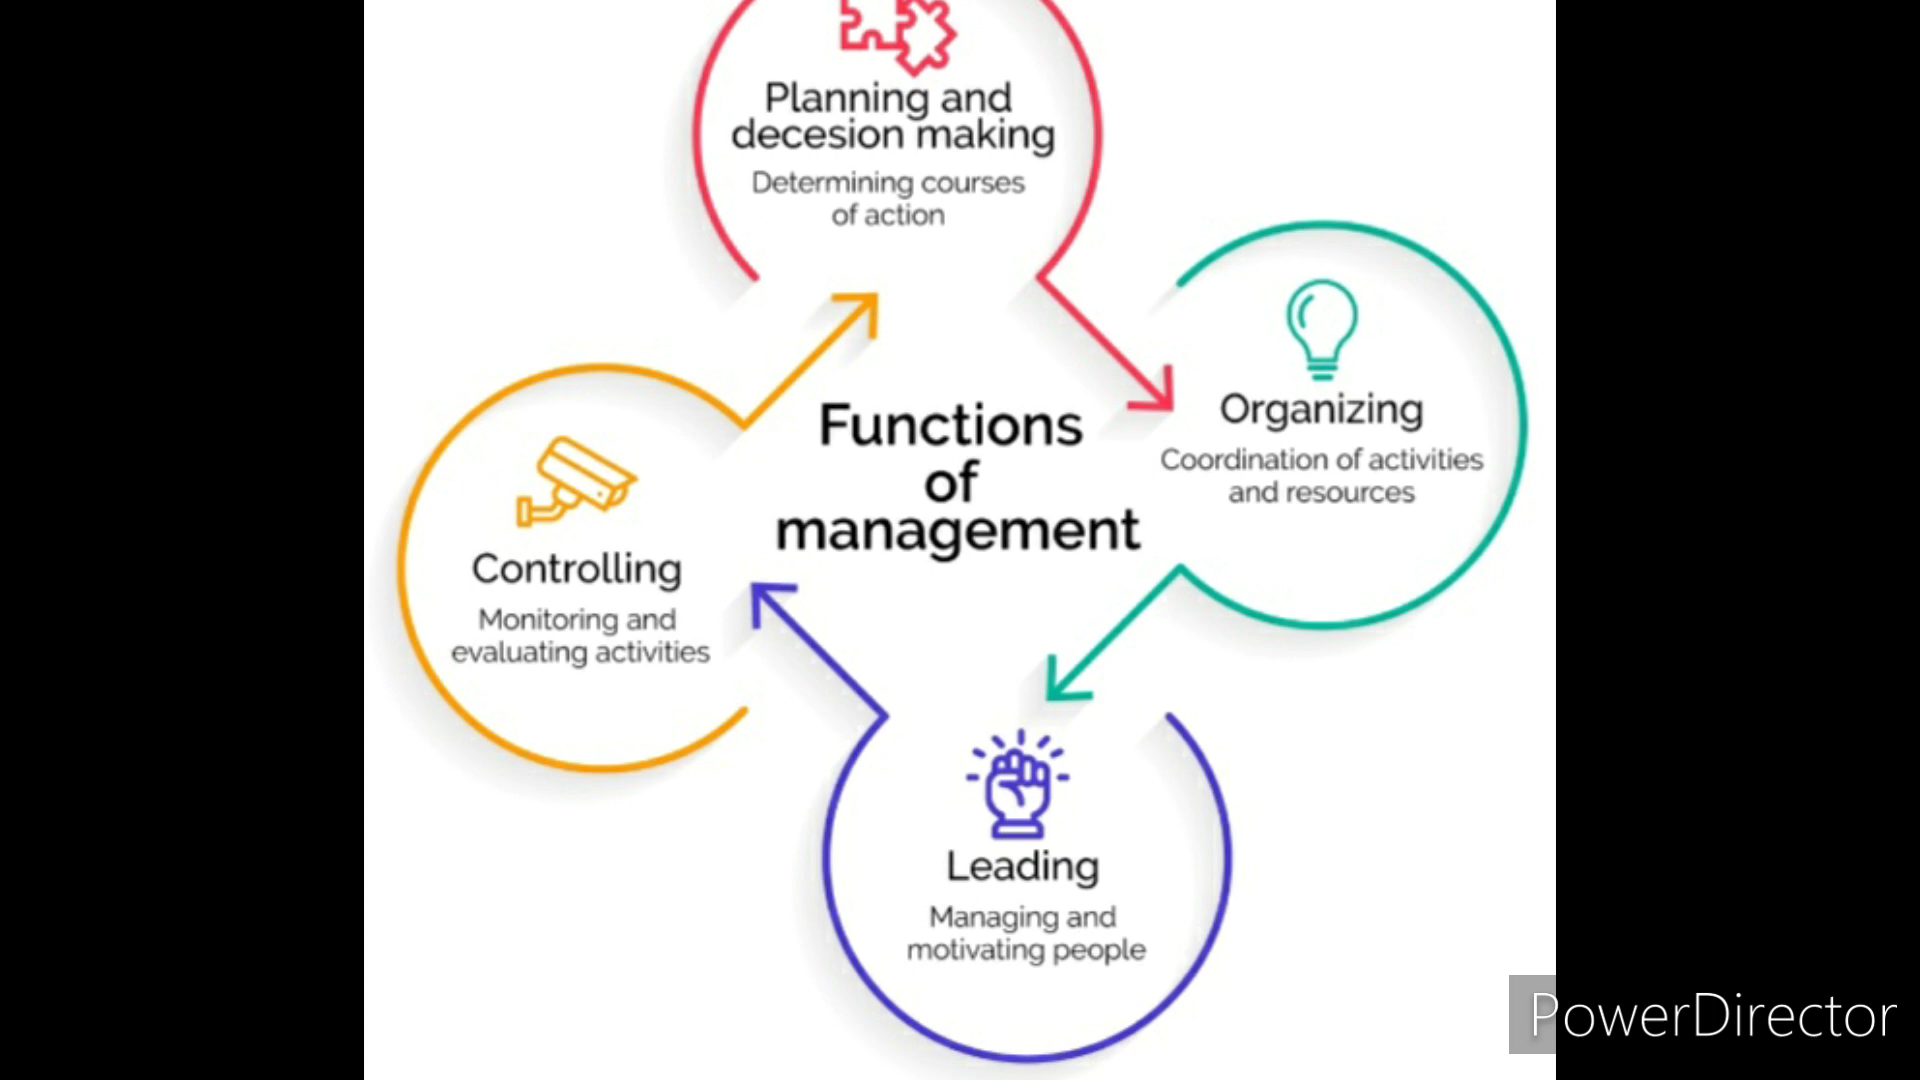 Planning and
decesion making
Determining courses
of action
Organizing
Coordination of activities
and resources
Functions
of
management
Controlling
Monitoring and
evaluating activities
Leading
Managing and
motivating people
PowerDirector